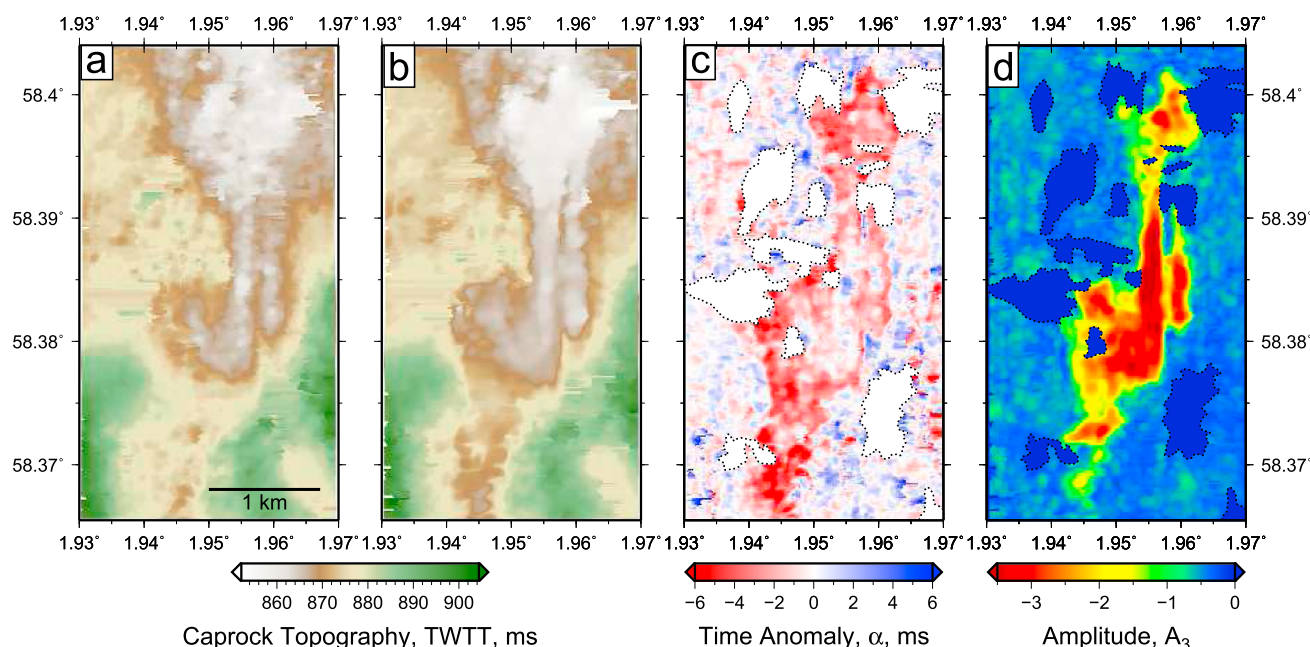 1.93° 1.94° 1.95° 1.96° 1.97° 1.93° 1.94° 1.95° 1.96° 1.97° 1.93° 1.94° 1.95° 1.96° 1.97° 1.93° 1.94° 1.95° 1.96° 1.97°
a b c d
58.4° 58.4°
58.39° 58.39°
58.38° 58.38°
58.37° 58.37°
1 km
1.93° 1.94° 1.95° 1.96° 1.97° 1.93° 1.94° 1.95° 1.96° 1.97° 1.93° 1.94° 1.95° 1.96° 1.97° 1.93° 1.94° 1.95° 1.96° 1.97°
860 870 880 890 900 −6 −4 −2 0 2 4 6 −3 −2 −1 0
Caprock Topography, TWTT, ms Time Anomaly, α, ms Amplitude, A₃